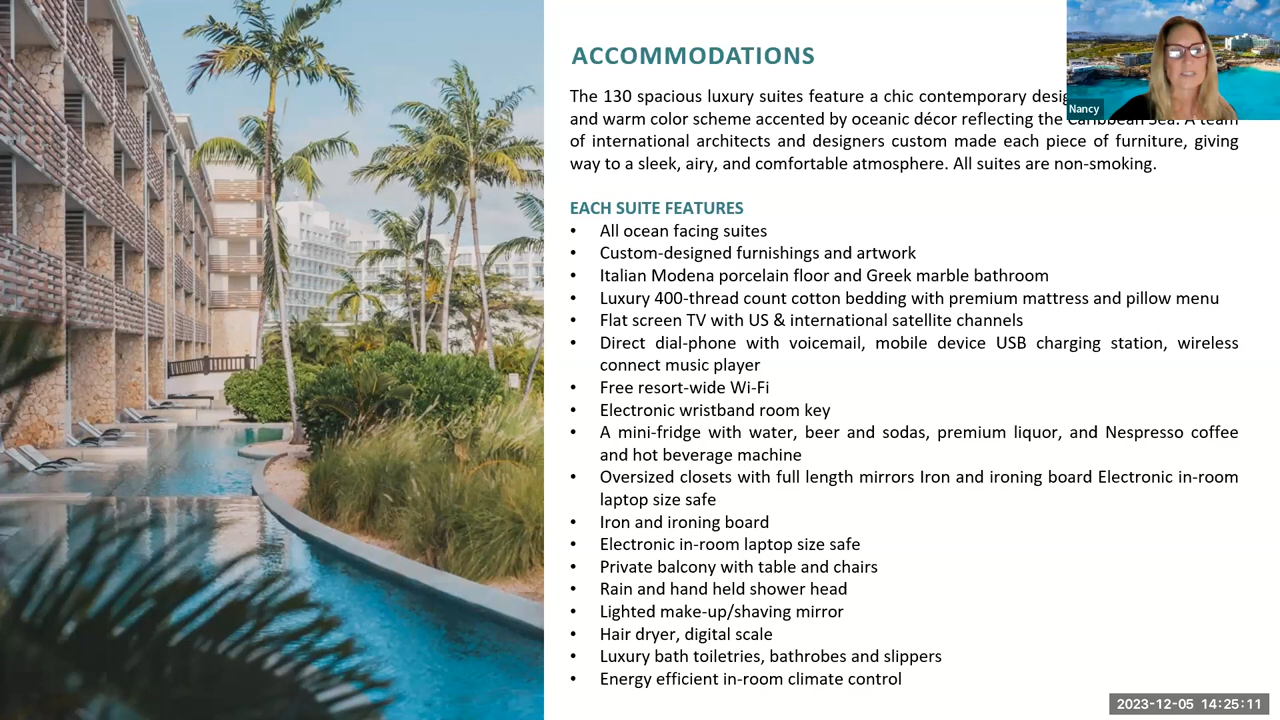 ACCOMMODATIONS
Nancy
The 130 spacious luxury suites feature a chic contemporary
and warm color scheme accented by oceanic décor reflecting the Caribbean Sea. A team
of international architects and designers custom made each piece of furniture, giving
way to a sleek, airy, and comfortable atmosphere. All suites are non-smoking.
EACH SUITE FEATURES
• All ocean facing suites
• Custom-designed furnishings and artwork
• Italian Modena porcelain floor and Greek marble bathroom
• Luxury 400-thread count cotton bedding with premium mattress and pillow menu
• Flat screen TV with US & international satellite channels
• Direct dial-phone with voicemail, mobile device USB charging station, wireless
connect music player
• Free resort-wide Wi-Fi
• Electronic wristband room key
• A mini-fridge with water, beer and sodas, premium liquor, and Nespresso coffee
and hot beverage machine
• Oversized closets with full length mirrors Iron and ironing board Electronic in-room
laptop size safe
• Iron and ironing board
• Electronic in-room laptop size safe
• Private balcony with table and chairs
• Rain and hand held shower head
• Lighted make-up/shaving mirror
• Hair dryer, digital scale
• Luxury bath toiletries, bathrobes and slippers
• Energy efficient in-room climate control
2023-12-05 14:25:11